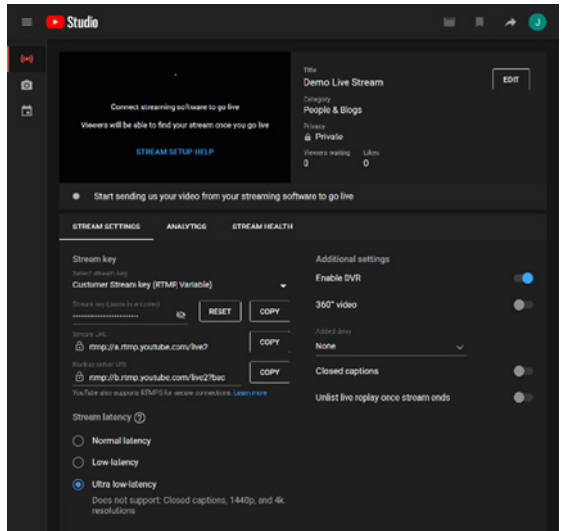 Studio
J
Connect streaming software to go live
Viewers will be able to find your stream once you go live
STREAM SETUP HELP
Title
Demo Live Stream
EDIT
Category
People & Blogs
Privacy
Private
Viewers waiting Likes
0 0
Start sending us your video from your streaming software to go live
STREAM SETTINGS ANALYTICS STREAM HEALTH
Stream key
Select stream key
Customer Stream key (RTMP, Variable)
Stream key (paste in encoder)
RESET COPY
Stream URL
rtmp://a.rtmp.youtube.com/live2
COPY
Backup server URL
rtmp://b.rtmp.youtube.com/live2?bac
COPY
YouTube also supports RTMPS for secure connections. Learn more
Stream latency
Normal latency
Low-latency
Ultra low-latency
Does not support: Closed captions, 1440p, and 4k
resolutions
Additional settings
Enable DVR
360° video
Added delay
None
Closed captions
Unlist live replay once stream ends